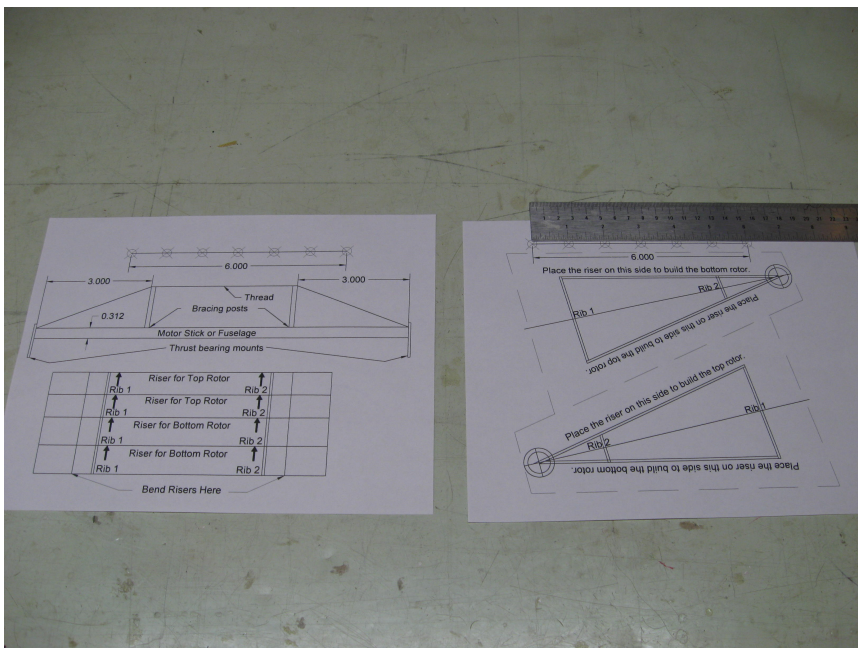 6.000
3.000
3.000
Thread
Bracing posts
0.312
Motor Stick or Fuselage
Thrust bearing mounts
Riser for Top Rotor
Rib 1
Rib 2
Riser for Top Rotor
Rib 1
Rib 2
Riser for Bottom Rotor
Rib 1
Rib 2
Riser for Bottom Rotor
Rib 1
Rib 2
Bend Risers Here
6.000
Place the riser on this side to build the bottom rotor.
Rib 2
Rib 1
Place the riser on this side to build the top rotor.
Place the riser on this side to build the top rotor.
Rib 1
Rib 2
Place the riser on this side to build the bottom rotor.